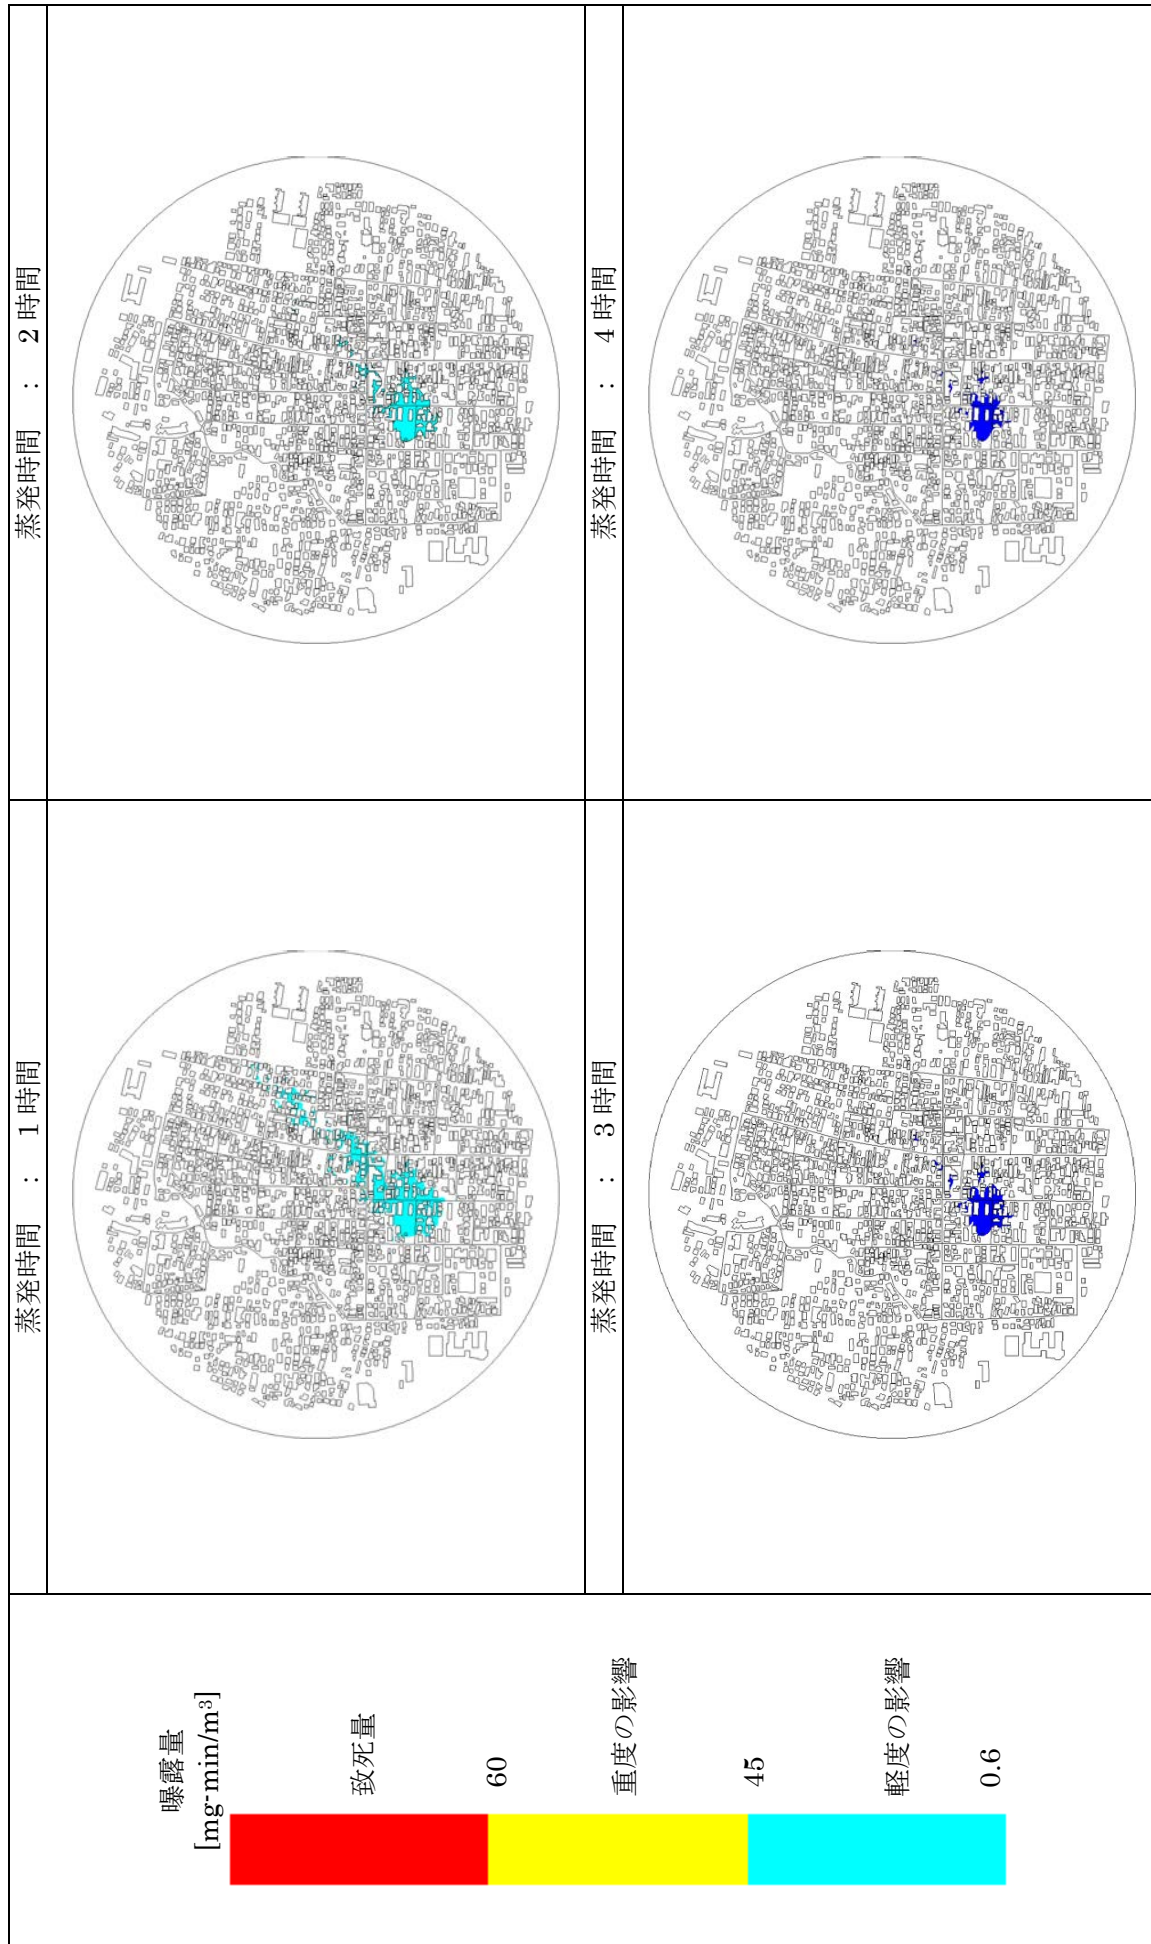 蒸発時間 : 1 時間
蒸発時間 : 2 時間
蒸発時間 : 3 時間
蒸発時間 : 4 時間
曝露量
[mg-min/m³]
致死量
60
重度の影響
45
軽度の影響
0.6